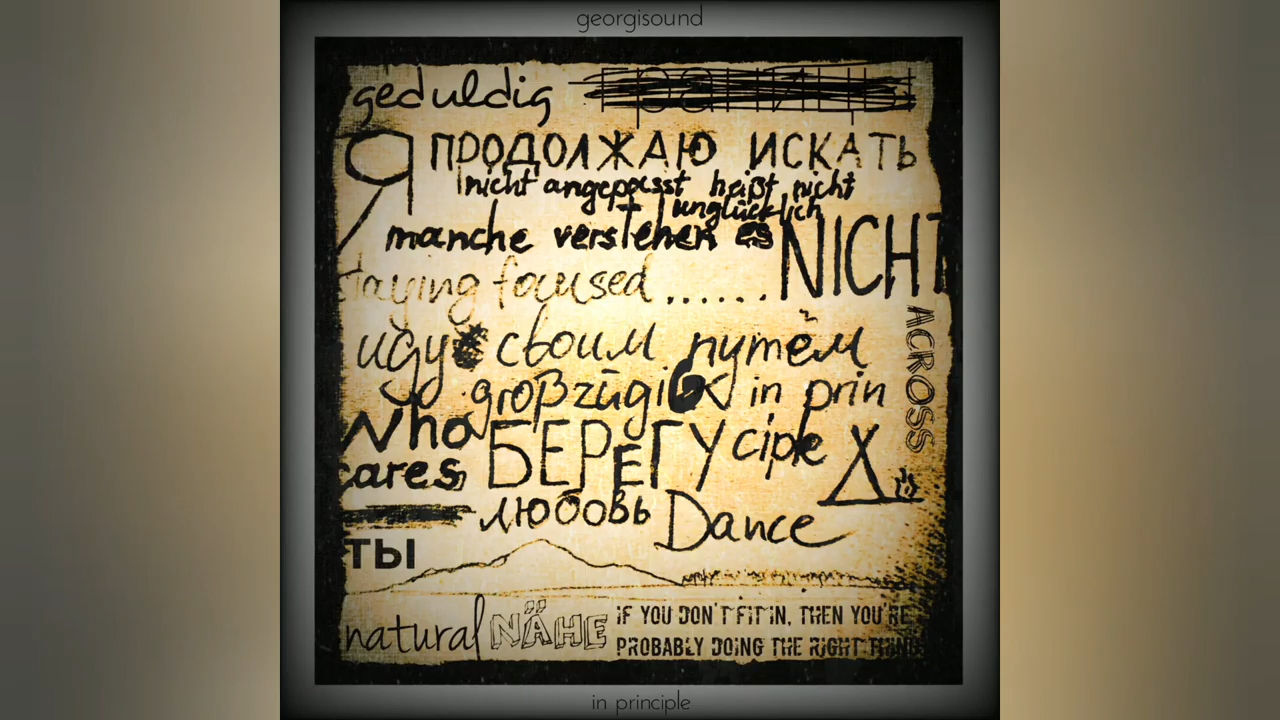 georgisound
geduldig границы
Я ПРОДОЛЖАЮ ИСКАТЬ
nicht angepasst heißt nicht
unglücklich
manche verstehen es NICHT
staying focused......
ACROSS
иду своим путём
großzügig in prin
who БЕРЕГУ ciple
cares
любовь Dance
ТЫ
natural NÄHE IF YOU DON'T FIT IN, THEN YOU'RE
PROBABLY DOING THE RIGHT THING
in principle